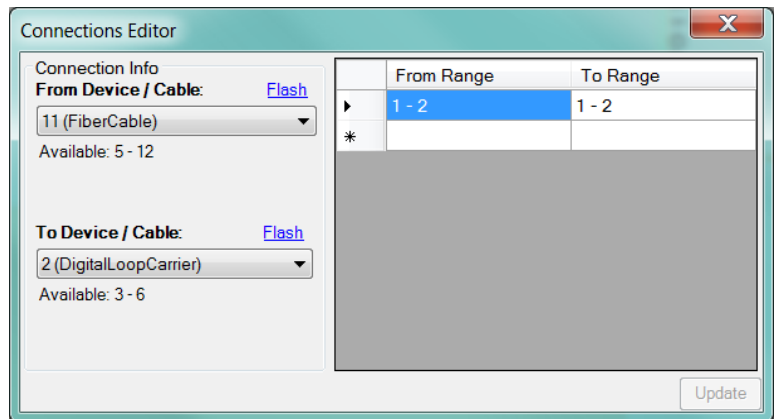 Connections Editor
X
Connection Info
From Device / Cable: Flash
11 (FiberCable)
Available: 5 - 12
To Device / Cable: Flash
2 (DigitalLoopCarrier)
Available: 3 - 6
From Range To Range
1 - 2 1 - 2
*
Update